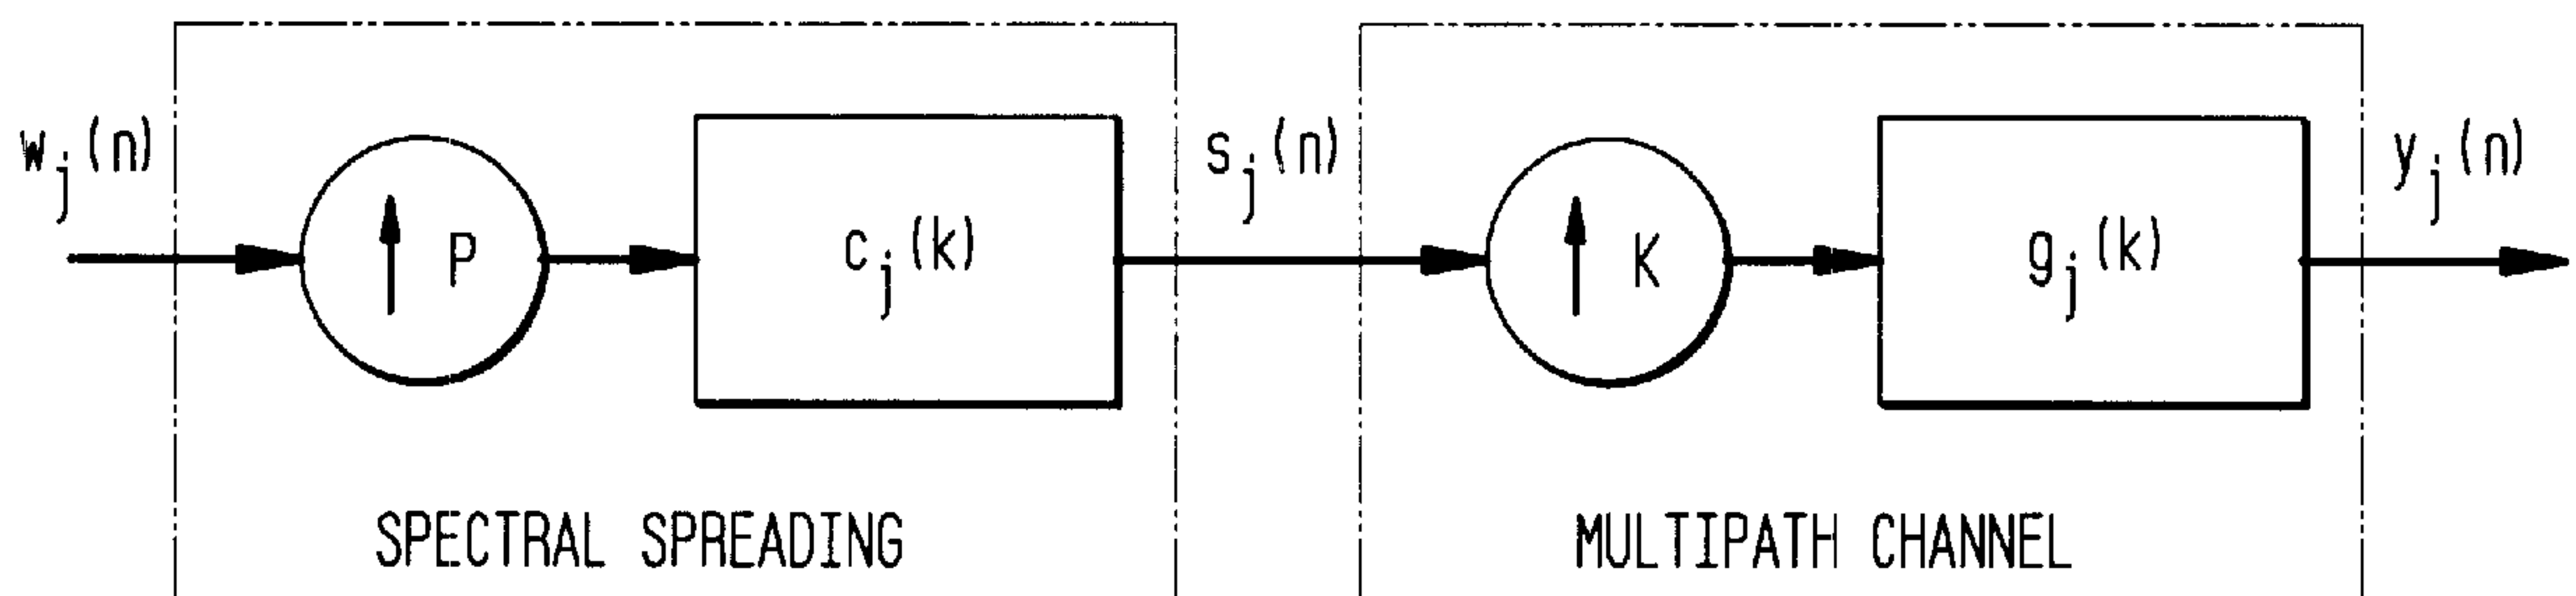 w_j(n)
↑ P
c_j(k)
s_j(n)
↑ K
g_j(k)
y_j(n)
SPECTRAL SPREADING
MULTIPATH CHANNEL